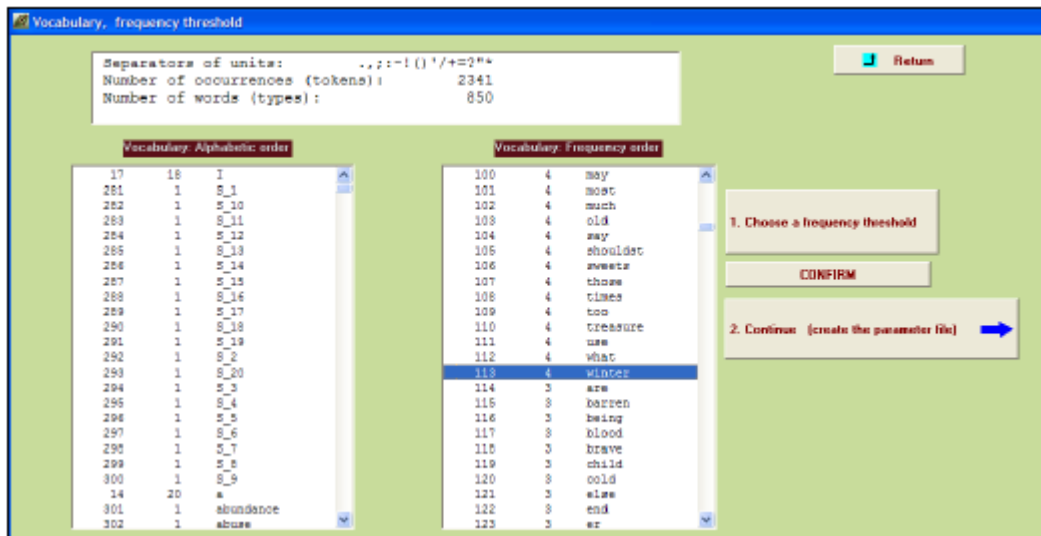 Vocabulary, frequency threshold
Separators of units: .,;:-!()'/+=?"*
Number of occurrences (tokens): 2341
Number of words (types): 850
Return
Vocabulary: Alphabetic order
17 18 I
281 1 S_1
282 1 S_10
283 1 S_11
284 1 S_12
285 1 S_13
286 1 S_14
287 1 S_15
288 1 S_16
289 1 S_17
290 1 S_18
291 1 S_19
292 1 S_2
293 1 S_20
294 1 S_3
295 1 S_4
296 1 S_5
297 1 S_6
298 1 S_7
299 1 S_8
300 1 S_9
14 20 a
301 1 abundance
302 1 abuse
Vocabulary: Frequency order
100 4 may
101 4 most
102 4 much
103 4 old
104 4 say
105 4 shouldst
106 4 sweets
107 4 those
108 4 times
109 4 too
110 4 treasure
111 4 use
112 4 what
113 4 winter
114 3 are
115 3 barren
116 3 being
117 3 blood
118 3 brave
119 3 child
120 3 cold
121 3 else
122 3 end
123 3 er
1. Choose a frequency threshold
CONFIRM
2. Continue (create the parameter file)